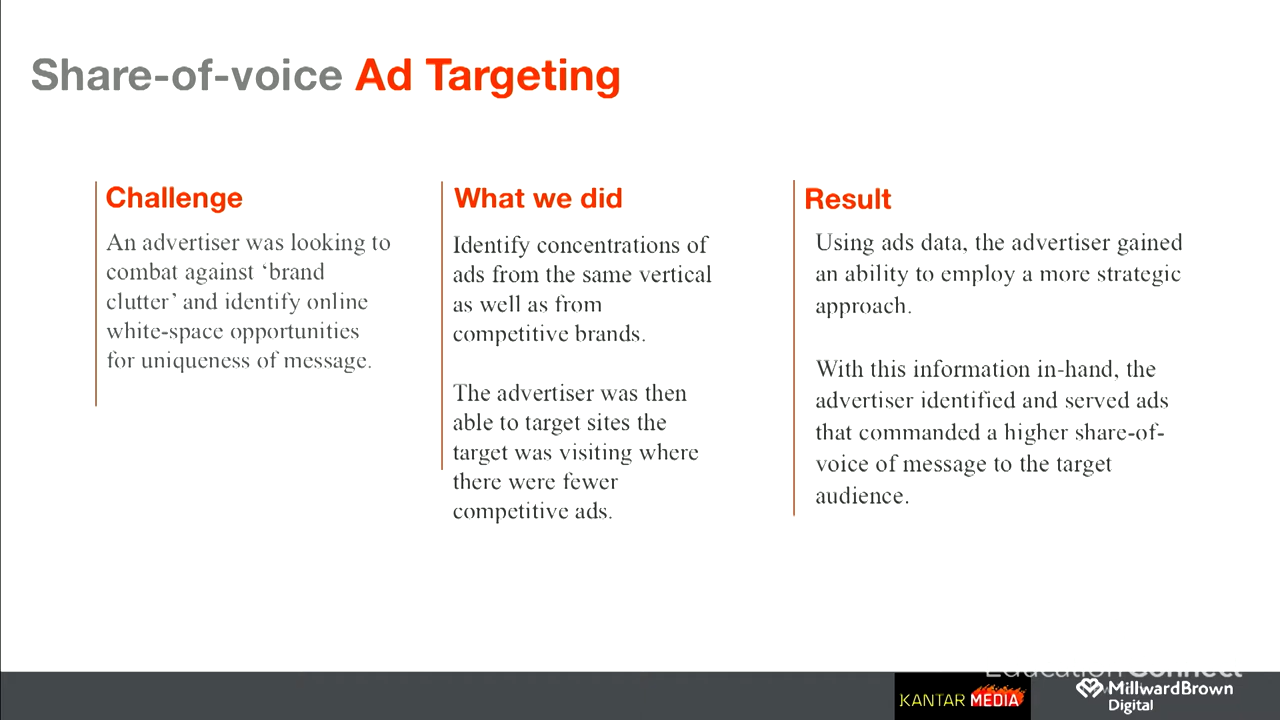 Share-of-voice Ad Targeting
Challenge
An advertiser was looking to
combat against ‘brand
clutter’ and identify online
white-space opportunities
for uniqueness of message.
What we did
Identify concentrations of
ads from the same vertical
as well as from
competitive brands.
The advertiser was then
able to target sites the
target was visiting where
there were fewer
competitive ads.
Result
Using ads data, the advertiser gained
an ability to employ a more strategic
approach.
With this information in-hand, the
advertiser identified and served ads
that commanded a higher share-of-
voice of message to the target
audience.
Education Connect
KANTAR MEDIA
MillwardBrown
Digital